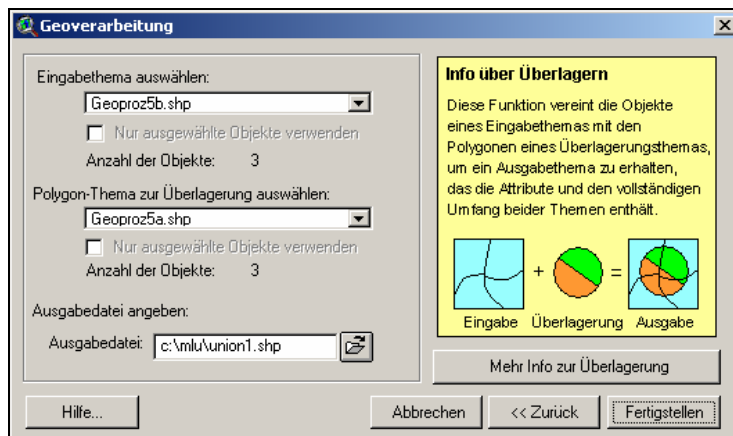 Geoverarbeitung
Eingabethema auswählen:
Geoproz5b.shp
Nur ausgewählte Objekte verwenden
Anzahl der Objekte: 3
Polygon-Thema zur Überlagerung auswählen:
Geoproz5a.shp
Nur ausgewählte Objekte verwenden
Anzahl der Objekte: 3
Ausgabedatei angeben:
Ausgabedatei: c:\mlu\union1.shp
Info über Überlagern
Diese Funktion vereint die Objekte
eines Eingabethemas mit den
Polygonen eines Überlagerungsthemas,
um ein Ausgabethema zu erhalten,
das die Attribute und den vollständigen
Umfang beider Themen enthält.
+ =
Eingabe Überlagerung Ausgabe
Mehr Info zur Überlagerung
Hilfe... Abbrechen << Zurück Fertigstellen